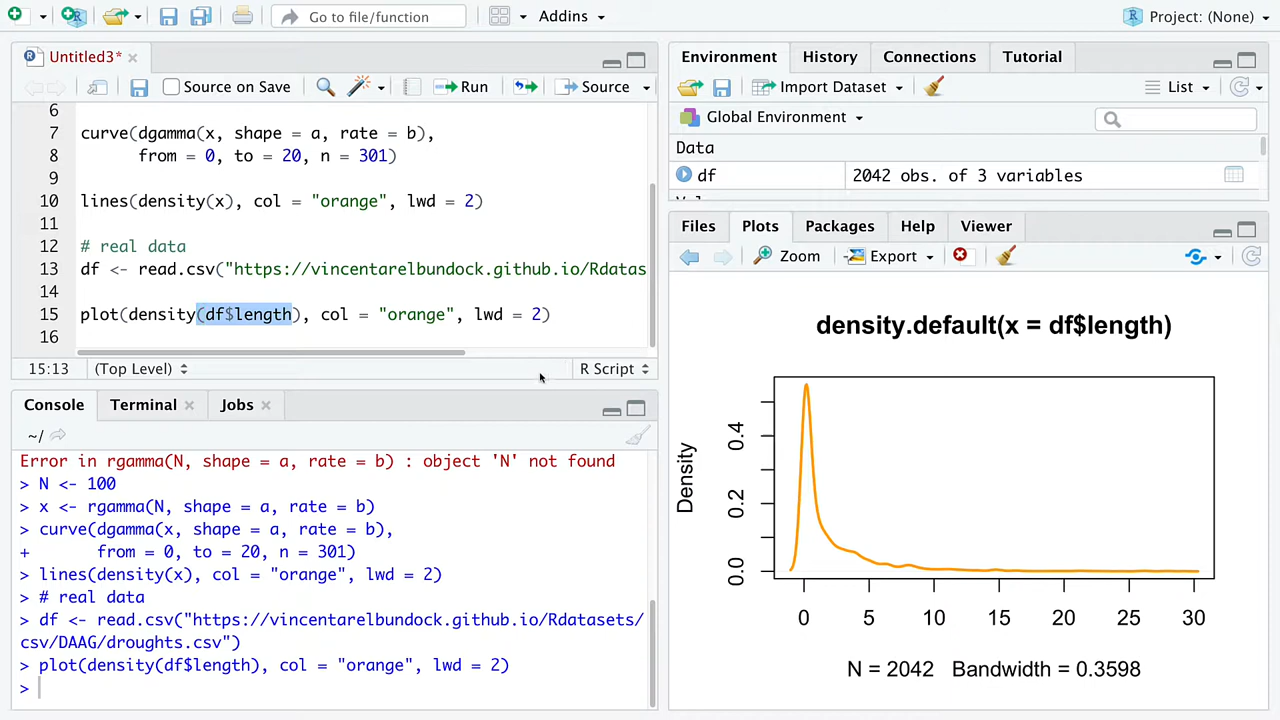 Go to file/function
Addins
Project: (None)
Untitled3*
Source on Save
Run
Source
6
7 curve(dgamma(x, shape = a, rate = b),
8 from = 0, to = 20, n = 301)
9
10 lines(density(x), col = "orange", lwd = 2)
11
12 # real data
13 df <- read.csv("https://vincentarelbundock.github.io/Rdatas
14
15 plot(density(df$length), col = "orange", lwd = 2)
16
15:13 (Top Level) R Script
Console Terminal Jobs
~/
Error in rgamma(N, shape = a, rate = b) : object 'N' not found
> N <- 100
> x <- rgamma(N, shape = a, rate = b)
> curve(dgamma(x, shape = a, rate = b),
+ from = 0, to = 20, n = 301)
> lines(density(x), col = "orange", lwd = 2)
> # real data
> df <- read.csv("https://vincentarelbundock.github.io/Rdatasets/
csv/DAAG/droughts.csv")
> plot(density(df$length), col = "orange", lwd = 2)
>
Environment History Connections Tutorial
Import Dataset
List
Global Environment
Data
df 2042 obs. of 3 variables
Files Plots Packages Help Viewer
Zoom Export
density.default(x = df$length)
Density
0.4
0.2
0.0
0 5 10 15 20 25 30
N = 2042 Bandwidth = 0.3598